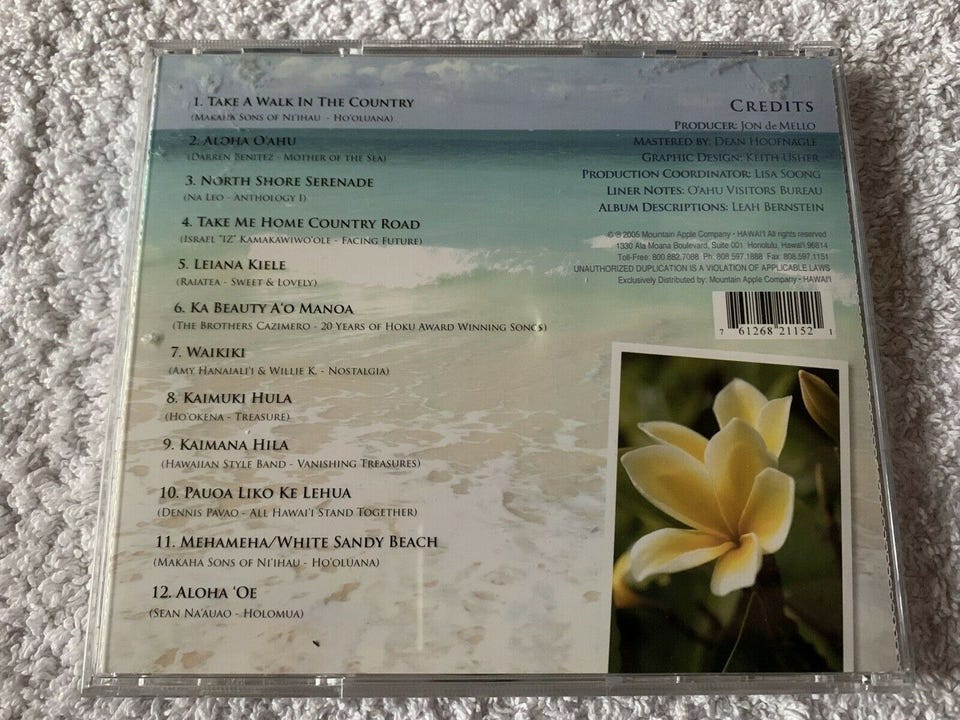 1. Take A Walk In The Country
(Makaha Sons of Ni'ihau - Ho'oluana)
2. Aloha O'ahu
(Darren Benitez - Mother of the Sea)
3. North Shore Serenade
(Na Leo - Anthology I)
4. Take Me Home Country Road
(Israel "IZ" Kamakawiwo'ole - Facing Future)
5. Leiana Kiele
(Raiatea - Sweet & Lovely)
6. Ka Beauty A'o Manoa
(The Brothers Cazimero - 20 Years of Hoku Award Winning Songs)
7. Waikiki
(Amy Hanaiali'i & Willie K. - Nostalgia)
8. Kaimuki Hula
(Ho'okena - Treasure)
9. Kaimana Hila
(Hawaiian Style Band - Vanishing Treasures)
10. Pauoa Liko Ke Lehua
(Dennis Pavao - All Hawai'i Stand Together)
11. Mehameha/White Sandy Beach
(Makaha Sons of Ni'ihau - Ho'oluana)
12. Aloha 'Oe
(Sean Na'auao - Holomua)
Credits
Producer: Jon de Mello
Mastered by: Dean Hoofnagle
Graphic Design: Keith Usher
Production Coordinator: Lisa Soong
Liner Notes: O'ahu Visitors Bureau
Album Descriptions: Leah Bernstein
© ℗ 2005 Mountain Apple Company • HAWAI'I All rights reserved
1330 Ala Moana Boulevard, Suite 001 Honolulu, Hawai'i 96814
Toll-Free: 800.882.7088 Ph: 808.597.1888 Fax: 808.597.1151
UNAUTHORIZED DUPLICATION IS A VIOLATION OF APPLICABLE LAWS
Exclusively Distributed by: Mountain Apple Company • HAWAI'I
7 61268 21152 1